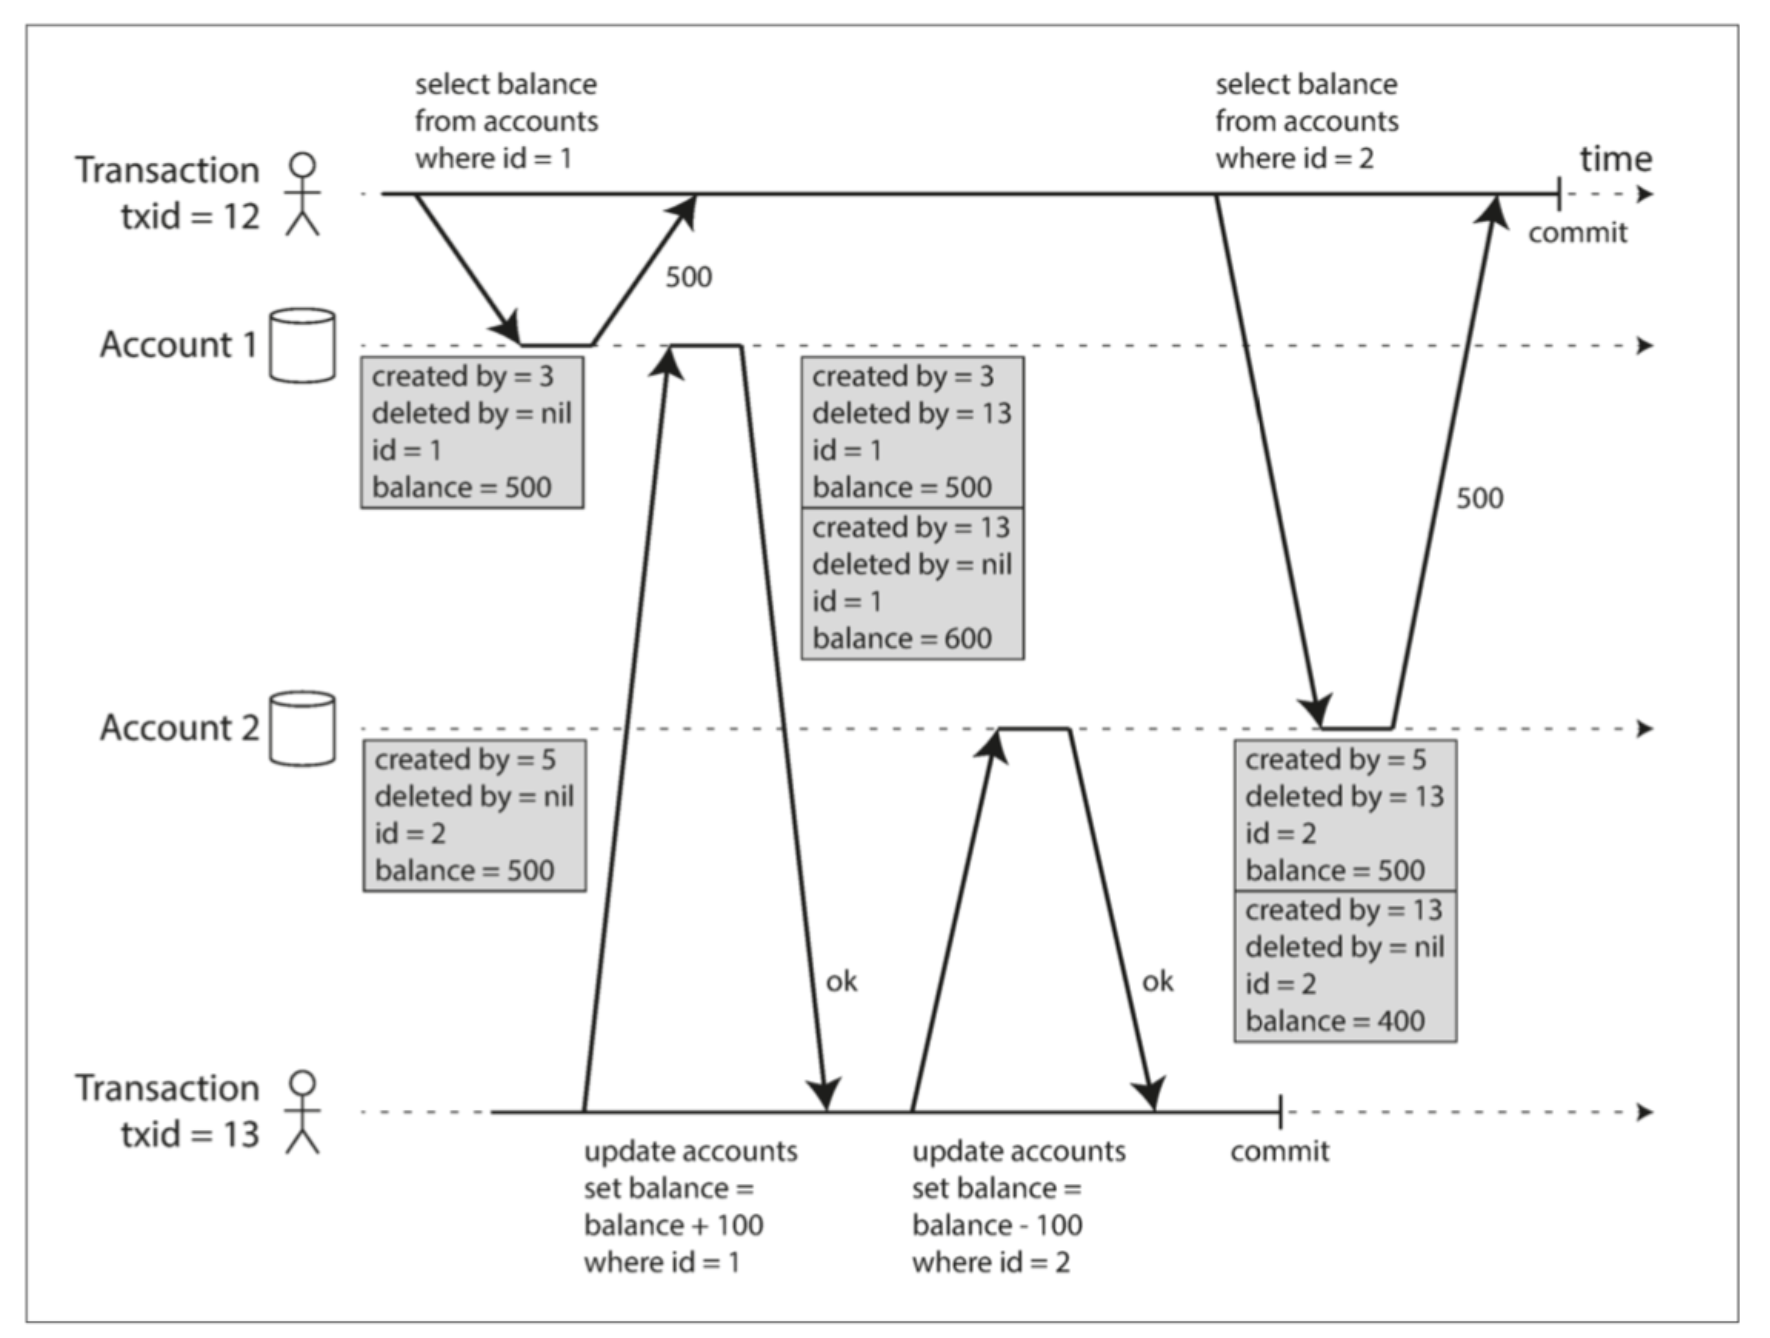 select balance
from accounts
where id = 1
select balance
from accounts
where id = 2
time
Transaction
txid = 12
commit
500
Account 1
created by = 3
deleted by = nil
id = 1
balance = 500
created by = 3
deleted by = 13
id = 1
balance = 500
created by = 13
deleted by = nil
id = 1
balance = 600
500
Account 2
created by = 5
deleted by = nil
id = 2
balance = 500
created by = 5
deleted by = 13
id = 2
balance = 500
created by = 13
deleted by = nil
id = 2
balance = 400
ok
ok
Transaction
txid = 13
update accounts
set balance =
balance + 100
where id = 1
update accounts
set balance =
balance - 100
where id = 2
commit